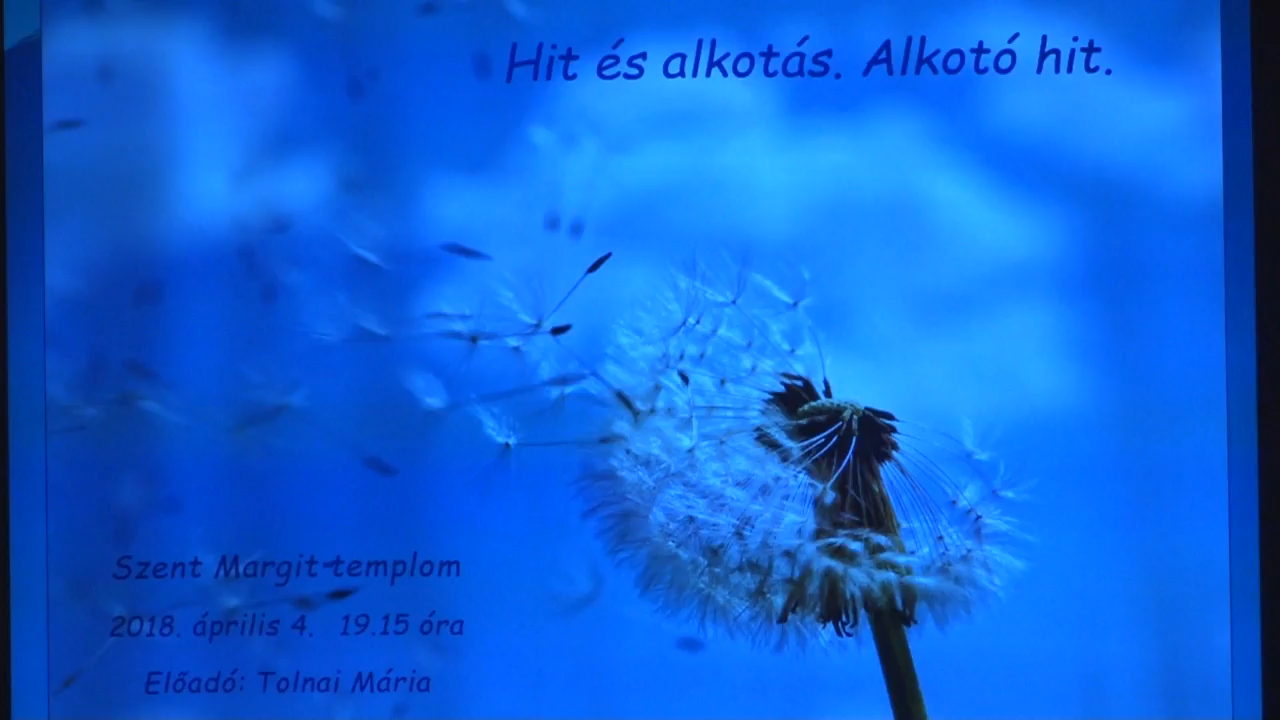 Hit és alkotás. Alkotó hit.
Szent Margit-templom
2018. április 4. 19.15 óra
Előadó: Tolnai Mária